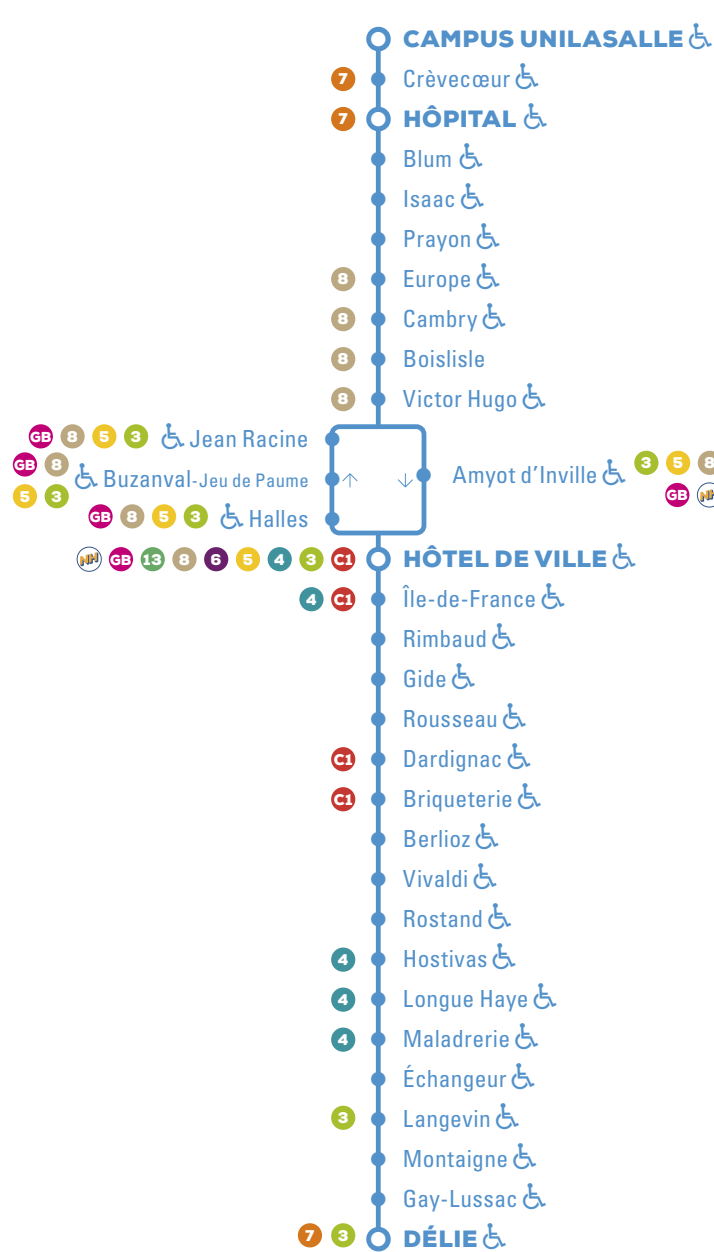 CAMPUS UNILASALLE
7 Crèvecœur
7 HÔPITAL
Blum
Isaac
Prayon
8 Europe
8 Cambry
8 Boislisle
8 Victor Hugo
GB 8 5 3 Jean Racine
GB 8
5 3
Buzanval-Jeu de Paume
Amyot d'Inville
3 5 8
GB NH
GB 8 5 3 Halles
NH GB 13 8 6 5 4 3 C1 HÔTEL DE VILLE
4 C1 Île-de-France
Rimbaud
Gide
Rousseau
C1 Dardignac
C1 Briqueterie
Berlioz
Vivaldi
Rostand
4 Hostivas
4 Longue Haye
4 Maladrerie
Échangeur
3 Langevin
Montaigne
Gay-Lussac
7 3 DÉLIE